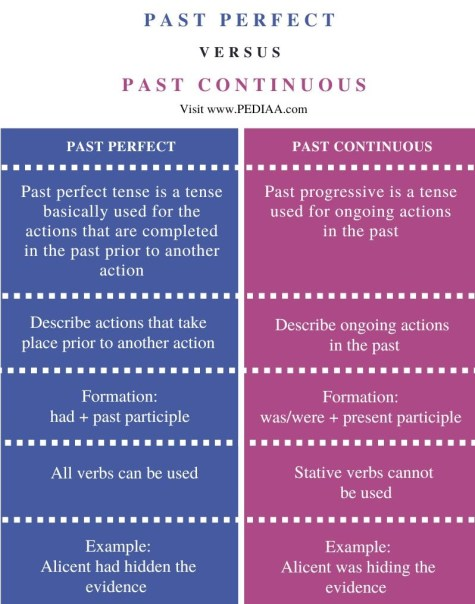 PAST PERFECT
VERSUS
PAST CONTINUOUS
Visit www.PEDIAA.com
PAST PERFECT
Past perfect tense is a tense
basically used for the
actions that are completed
in the past prior to another
action
Describe actions that take
place prior to another action
Formation:
had + past participle
All verbs can be used
Example:
Alicent had hidden the
evidence
PAST CONTINUOUS
Past progressive is a tense
used for ongoing actions
in the past
Describe ongoing actions
in the past
Formation:
was/were + present participle
Stative verbs cannot
be used
Example:
Alicent was hiding the
evidence